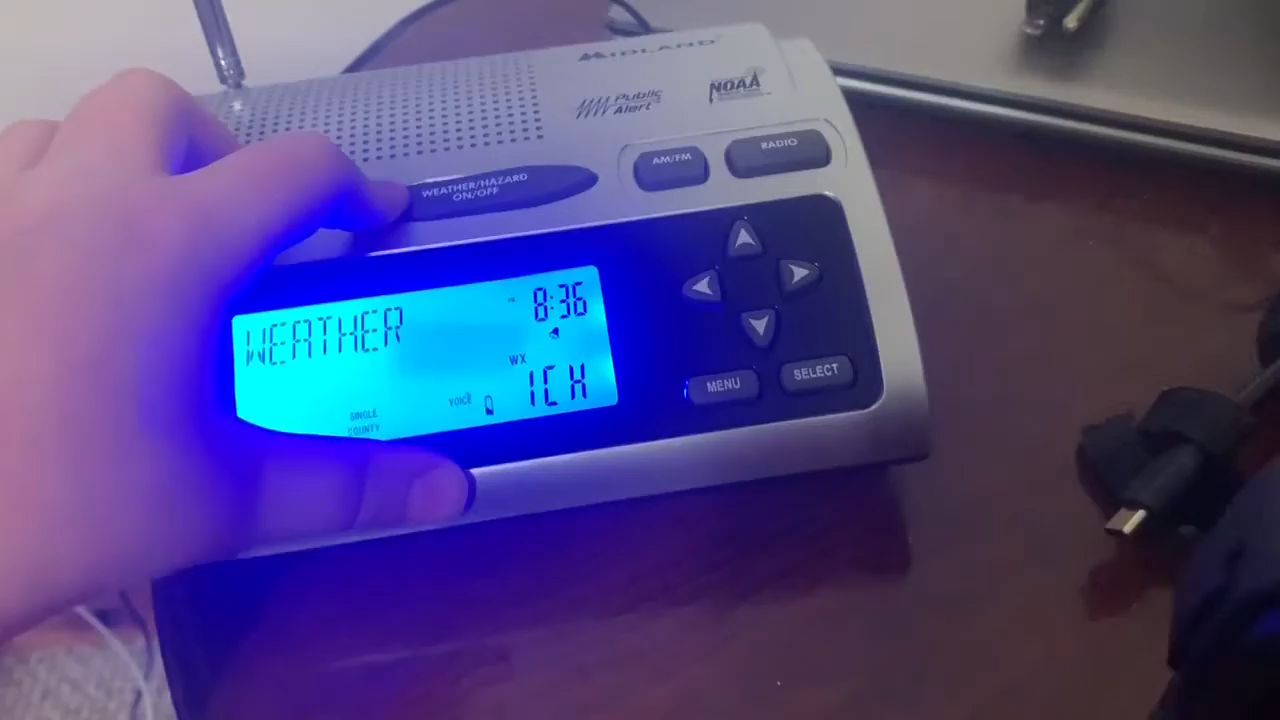 MIDLAND
Public
Alert
NOAA
AM/FM
RADIO
WEATHER/HAZARD
ON/OFF
WEATHER
8:36
WX
1CH
VOICE
SINGLE
COUNTY
MENU
SELECT